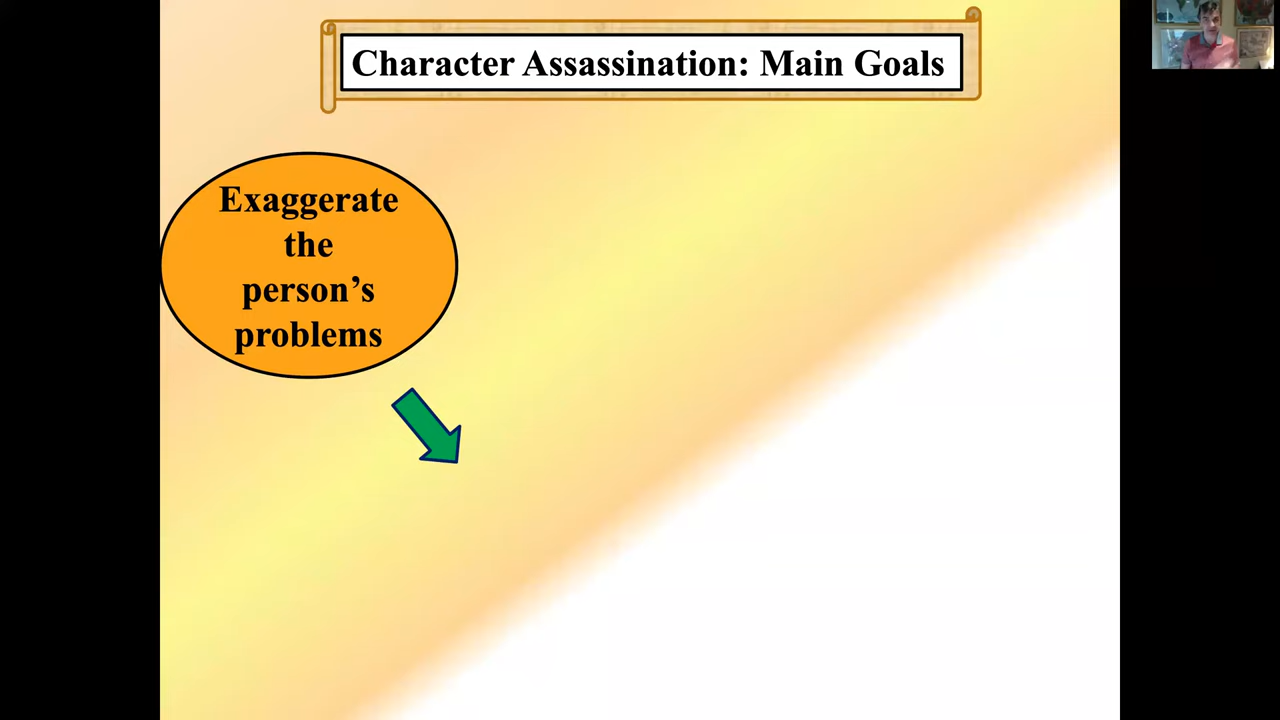 Character Assassination: Main Goals
Exaggerate
the
person’s
problems